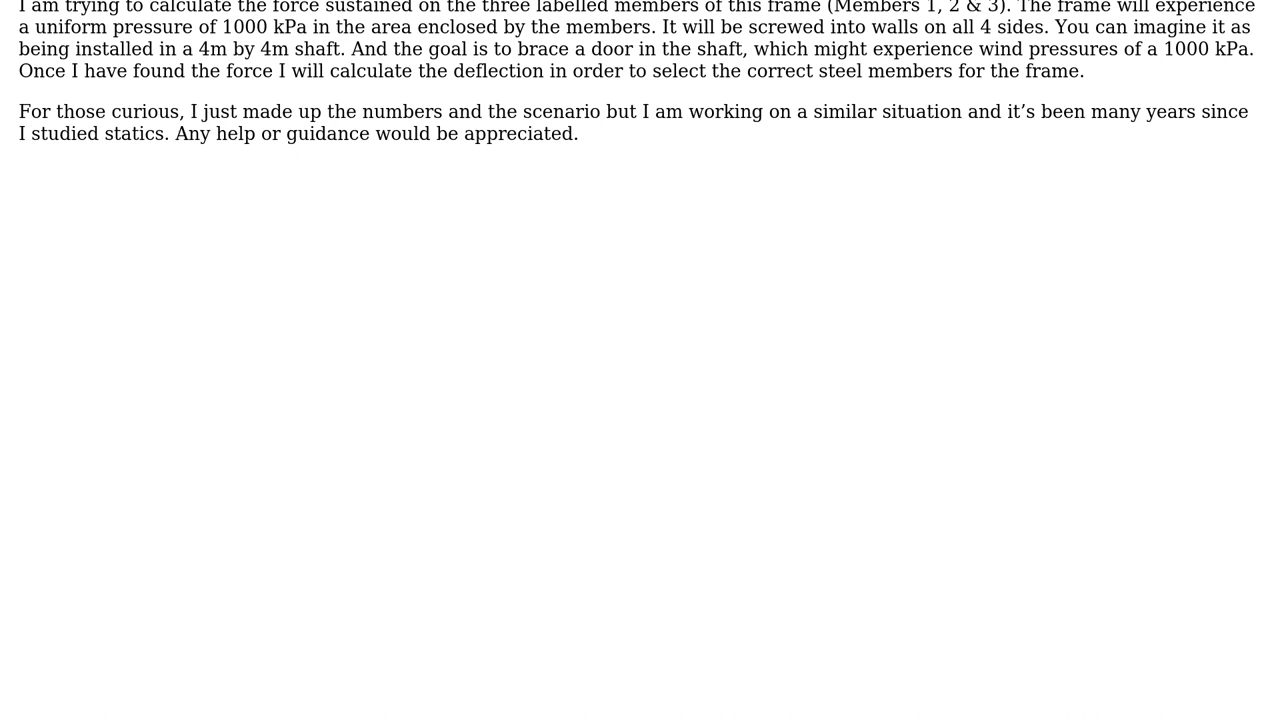 I am trying to calculate the force sustained on the three labelled members of this frame (Members 1, 2 & 3). The frame will experience
a uniform pressure of 1000 kPa in the area enclosed by the members. It will be screwed into walls on all 4 sides. You can imagine it as
being installed in a 4m by 4m shaft. And the goal is to brace a door in the shaft, which might experience wind pressures of a 1000 kPa.
Once I have found the force I will calculate the deflection in order to select the correct steel members for the frame.
For those curious, I just made up the numbers and the scenario but I am working on a similar situation and it’s been many years since
I studied statics. Any help or guidance would be appreciated.